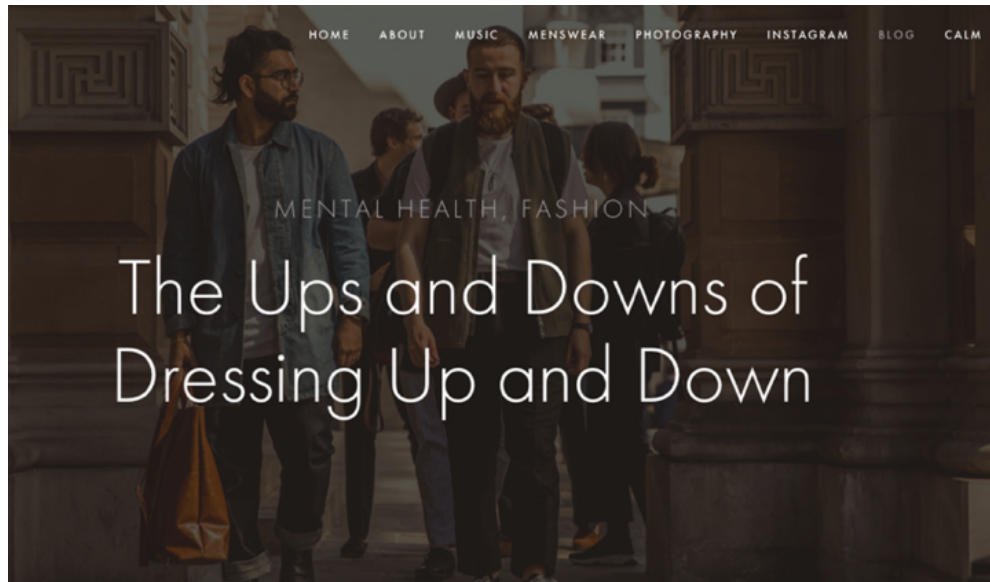 HOME ABOUT MUSIC MENSWEAR PHOTOGRAPHY INSTAGRAM BLOG CALM
MENTAL HEALTH, FASHION
The Ups and Downs of
Dressing Up and Down